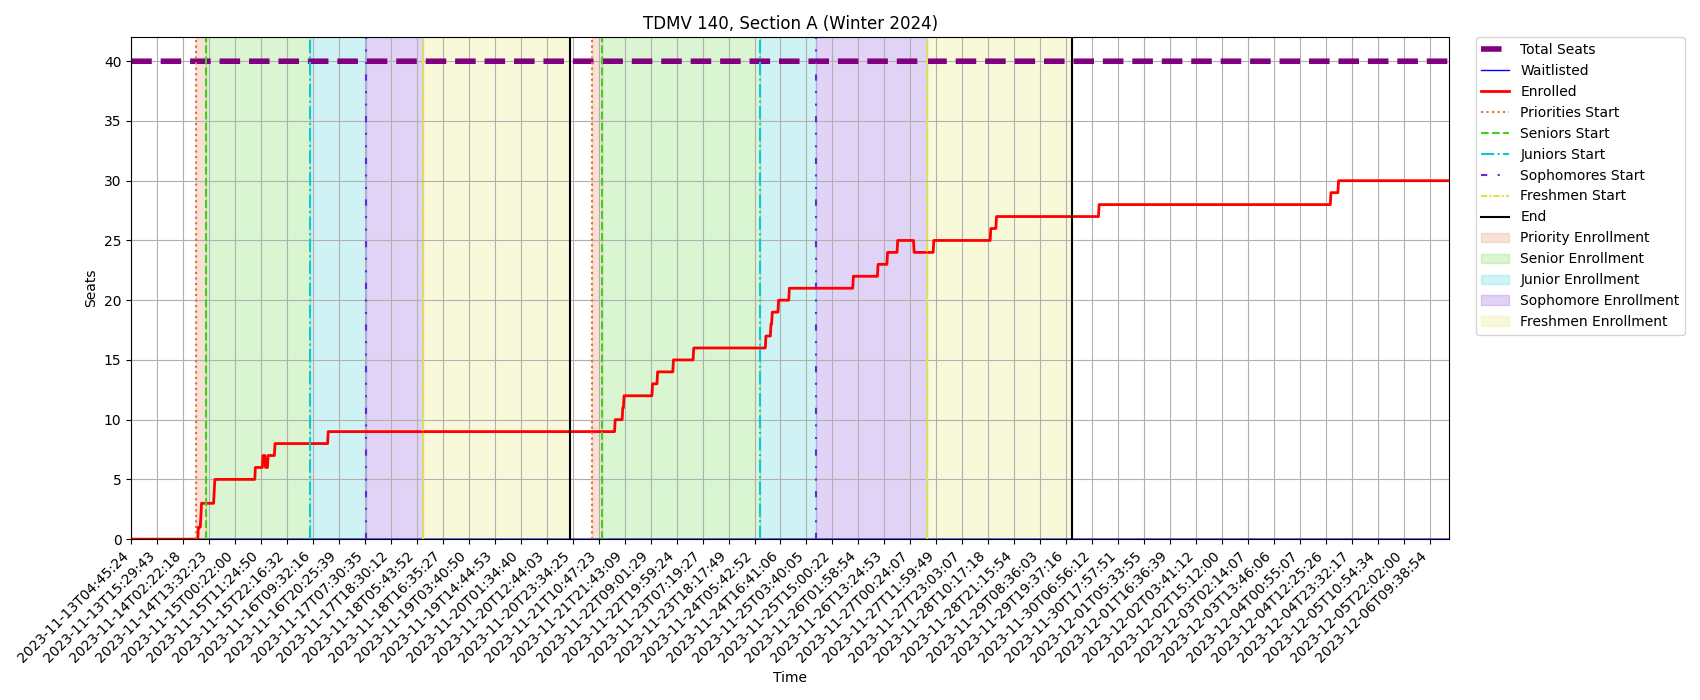 TDMV 140, Section A (Winter 2024)
Seats
40
35
30
25
20
15
10
5
0
2023-11-13T04:45:24
2023-11-13T15:29:43
2023-11-14T02:22:18
2023-11-14T13:32:23
2023-11-15T00:22:00
2023-11-15T11:24:50
2023-11-15T22:16:32
2023-11-16T09:32:16
2023-11-16T20:25:39
2023-11-17T07:30:35
2023-11-17T18:30:12
2023-11-18T05:43:52
2023-11-18T16:35:27
2023-11-19T03:40:50
2023-11-19T14:44:53
2023-11-20T01:34:40
2023-11-20T12:44:03
2023-11-20T23:34:25
2023-11-21T10:47:23
2023-11-21T21:43:09
2023-11-22T09:01:29
2023-11-22T19:59:24
2023-11-23T07:19:27
2023-11-23T18:17:49
2023-11-24T05:42:52
2023-11-24T16:41:06
2023-11-25T03:40:05
2023-11-25T15:00:22
2023-11-26T01:58:54
2023-11-26T13:24:53
2023-11-27T00:24:07
2023-11-27T11:59:49
2023-11-27T23:03:07
2023-11-28T10:17:18
2023-11-28T21:15:54
2023-11-29T08:36:03
2023-11-29T19:37:16
2023-11-30T06:56:12
2023-11-30T17:57:51
2023-12-01T05:33:55
2023-12-01T16:36:39
2023-12-02T03:41:12
2023-12-02T15:12:00
2023-12-03T02:14:07
2023-12-03T13:46:06
2023-12-04T00:55:07
2023-12-04T12:25:26
2023-12-04T23:32:17
2023-12-05T10:54:34
2023-12-05T22:02:00
2023-12-06T09:38:54
Time
Total Seats
Waitlisted
Enrolled
Priorities Start
Seniors Start
Juniors Start
Sophomores Start
Freshmen Start
End
Priority Enrollment
Senior Enrollment
Junior Enrollment
Sophomore Enrollment
Freshmen Enrollment